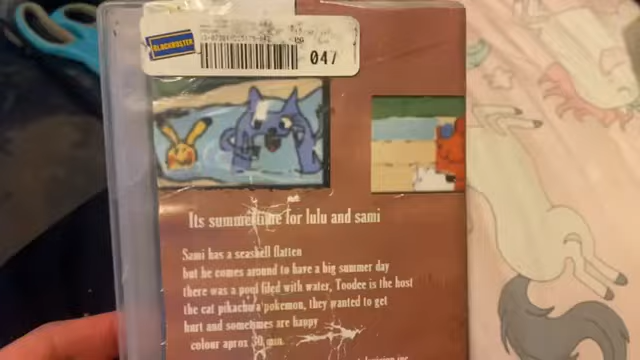 BLOCKBUSTER
047
Its summertime for lulu and sami
Sami has a seashell flatten
but he comes around to have a big summer day
there was a pool filed with water, Toodee is the host
the cat pikachu a pokemon, they wanted to get
hurt and sometimes are happy
colour aprox 30 min.